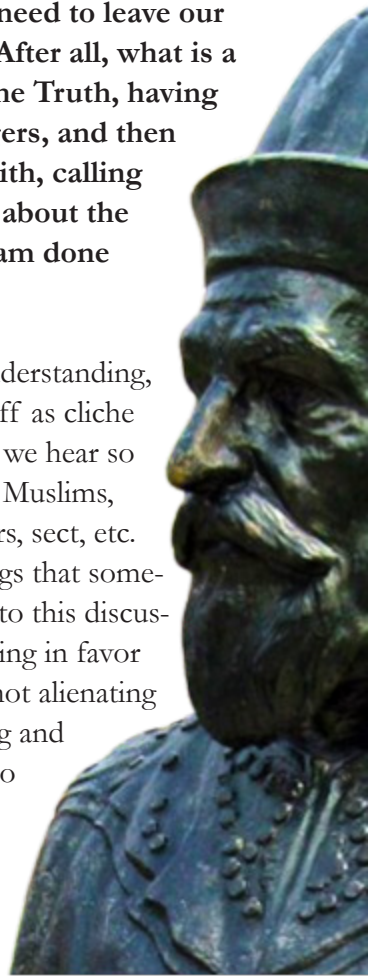 need to leave our
After all, what is a
he Truth, having
ers, and then
ith, calling
about the
am done
derstanding,
ff as cliche
we hear so
Muslims,
rs, sect, etc.
gs that some-
to this discus-
ing in favor
not alienating
g and
o